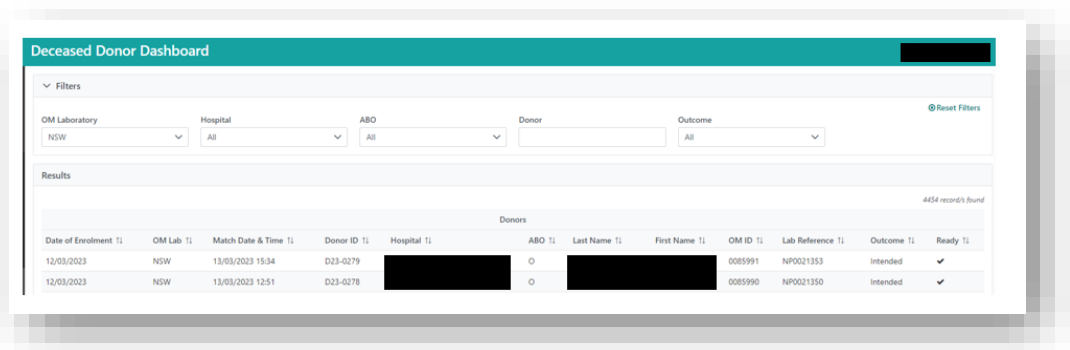 Deceased Donor Dashboard
Filters
Reset Filters
OM Laboratory Hospital ABO Donor Outcome
NSW All All All
Results
4454 record/s found
Donors
Date of Enrolment OM Lab Match Date & Time Donor ID Hospital ABO Last Name First Name OM ID Lab Reference Outcome Ready
12/03/2023 NSW 13/03/2023 15:34 D23-0279 O 0085991 NP0021353 Intended
12/03/2023 NSW 13/03/2023 12:51 D23-0278 O 0085990 NP0021350 Intended